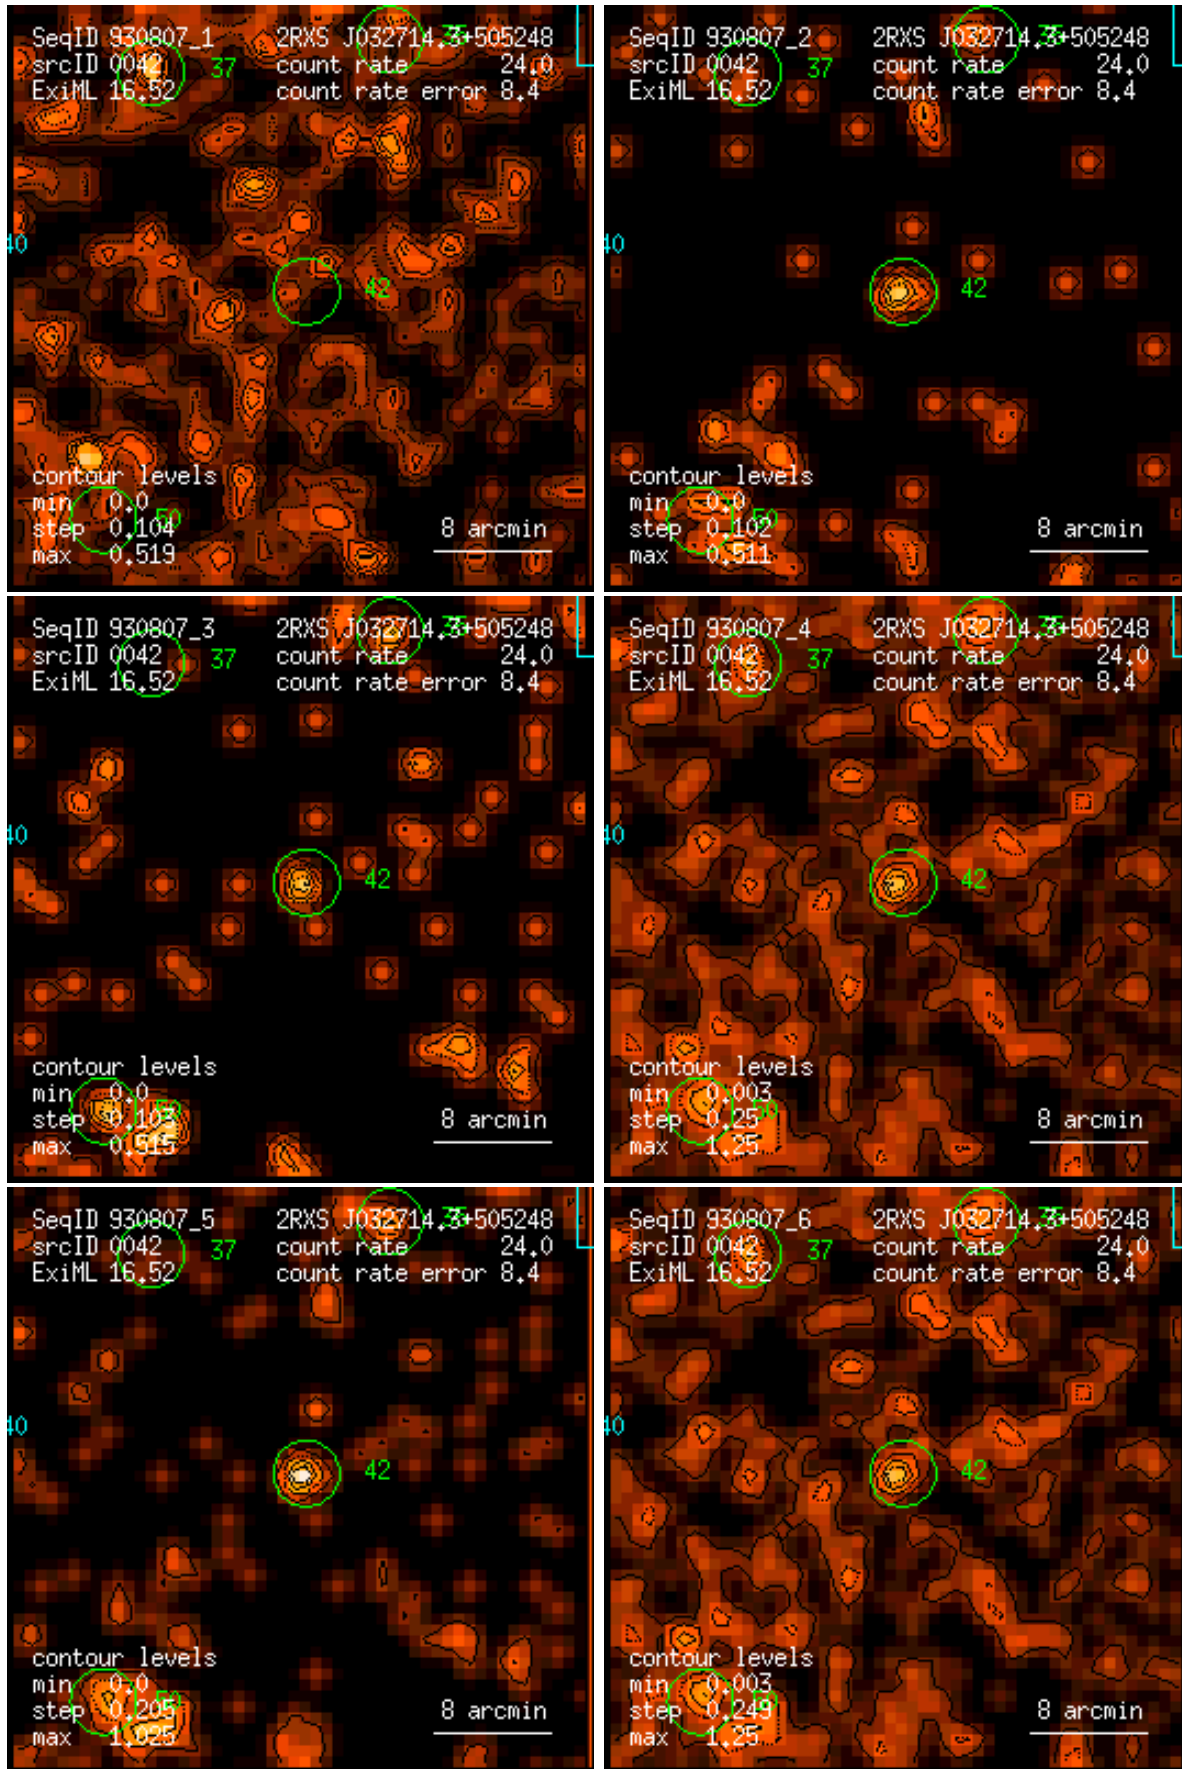 SeqID 930807_1 2RXS J032714.3+505248
srcID 0042 37 count rate 24.0
ExiML 16.52 count rate error 8.4
40
42
contour levels
min 0.0
step 0.104 50 8 arcmin
max 0.519
SeqID 930807_2 2RXS J032714.3+505248
srcID 0042 37 count rate 24.0
ExiML 16.52 count rate error 8.4
40
42
contour levels
min 0.0
step 0.102 50 8 arcmin
max 0.511
SeqID 930807_3 2RXS J032714.3+505248
srcID 0042 37 count rate 24.0
ExiML 16.52 count rate error 8.4
40
42
contour levels
min 0.0
step 0.103 8 arcmin
max 0.515
SeqID 930807_4 2RXS J032714.3+505248
srcID 0042 37 count rate 24.0
ExiML 16.52 count rate error 8.4
40
42
contour levels
min 0.003
step 0.25 50 8 arcmin
max 1.25
SeqID 930807_5 2RXS J032714.3+505248
srcID 0042 37 count rate 24.0
ExiML 16.52 count rate error 8.4
40
42
contour levels
min 0.0
step 0.205 8 arcmin
max 1.025
SeqID 930807_6 2RXS J032714.3+505248
srcID 0042 37 count rate 24.0
ExiML 16.52 count rate error 8.4
40
42
contour levels
min 0.003
step 0.249 8 arcmin
max 1.25